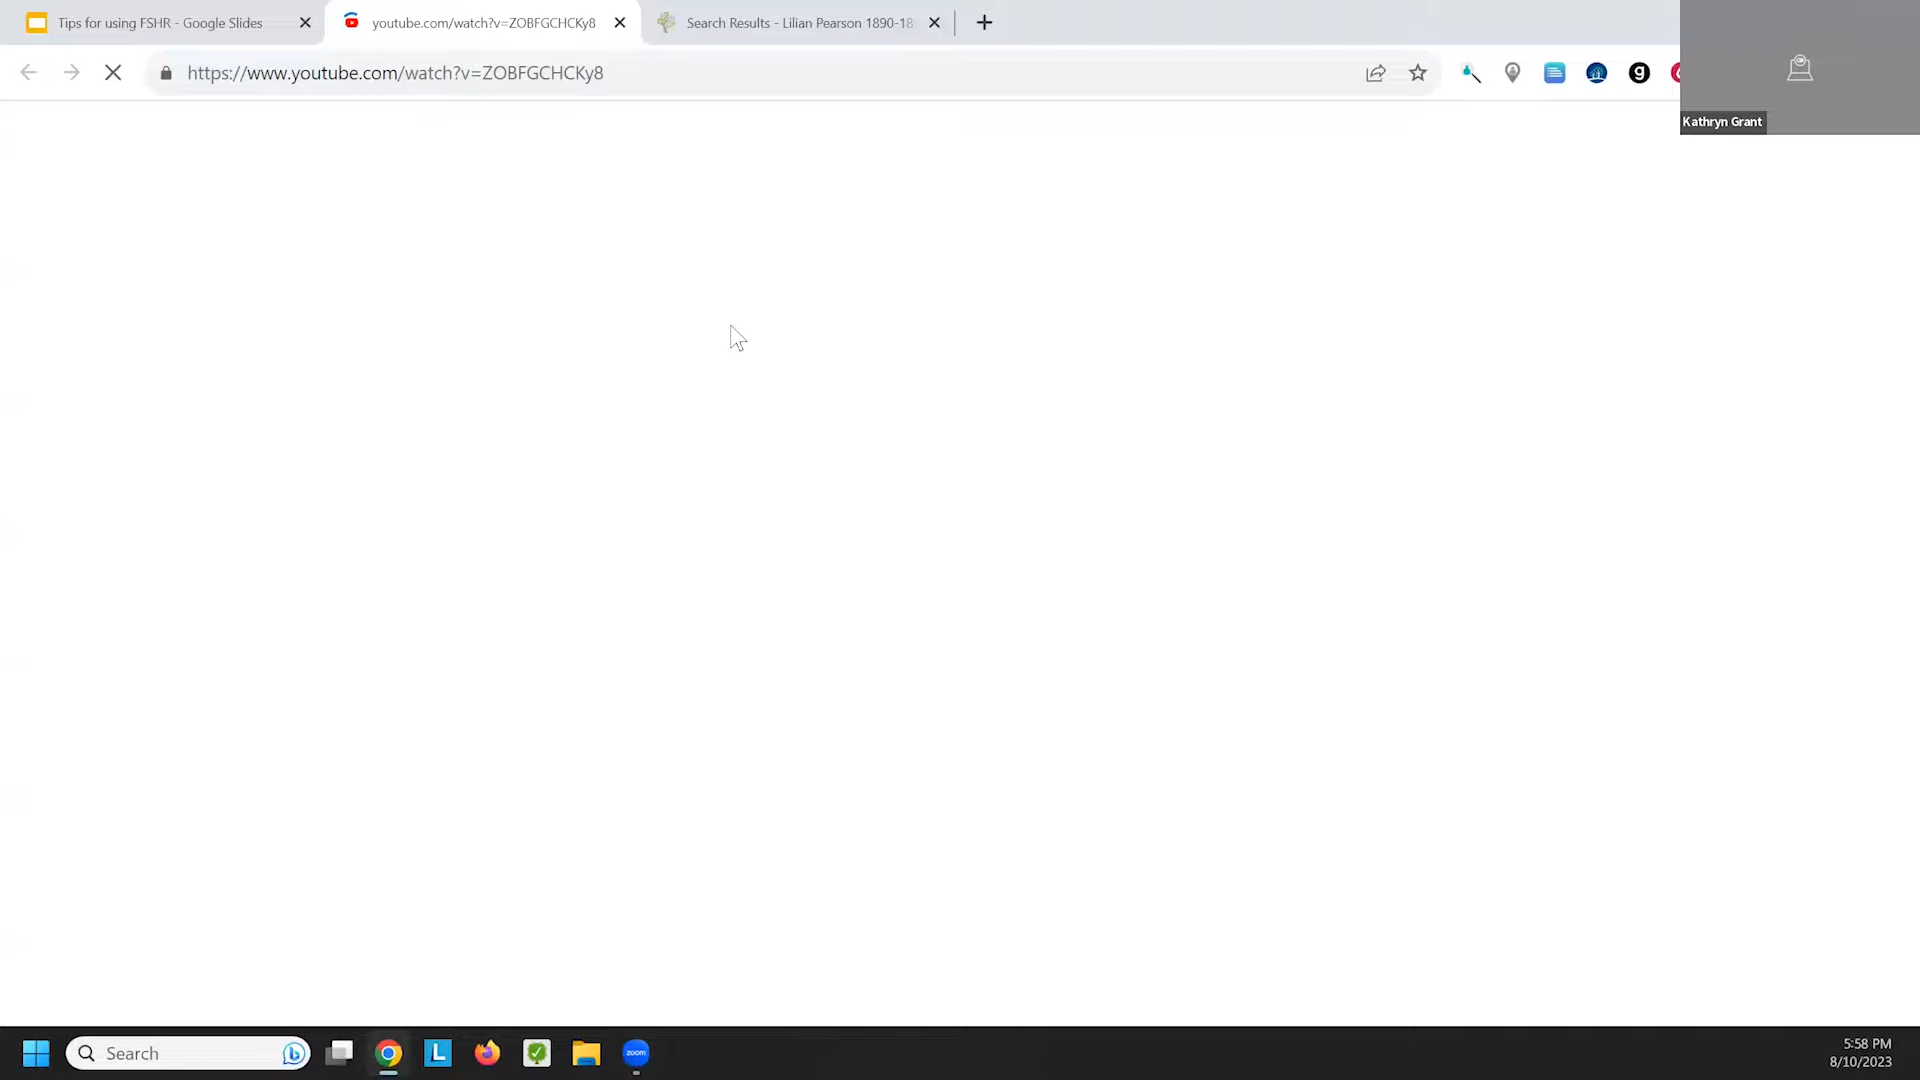 Tips for using FSHR - Google Slides
youtube.com/watch?v=ZOBFGCHCKy8
Search Results - Lilian Pearson 1890-18
https://www.youtube.com/watch?v=ZOBFGCHCKy8
g
Kathryn Grant
Search
L
zoom
5:58 PM
8/10/2023